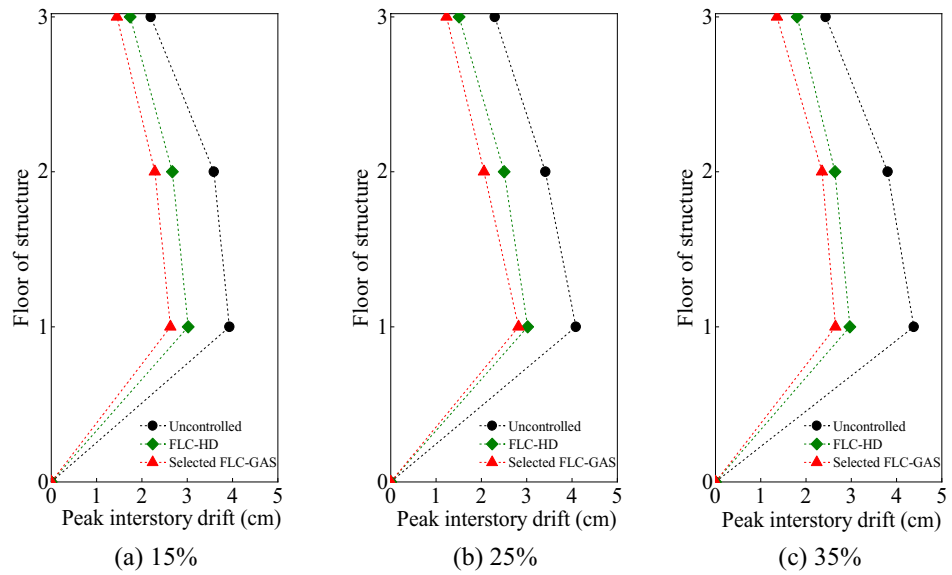 3
2
1
0
Floor of structure
Uncontrolled
FLC-HD
Selected FLC-GAS
0 1 2 3 4 5
Peak interstory drift (cm)
(a) 15%
3
2
1
0
Floor of structure
Uncontrolled
FLC-HD
Selected FLC-GAS
0 1 2 3 4 5
Peak interstory drift (cm)
(b) 25%
3
2
1
0
Floor of structure
Uncontrolled
FLC-HD
Selected FLC-GAS
0 1 2 3 4 5
Peak interstory drift (cm)
(c) 35%